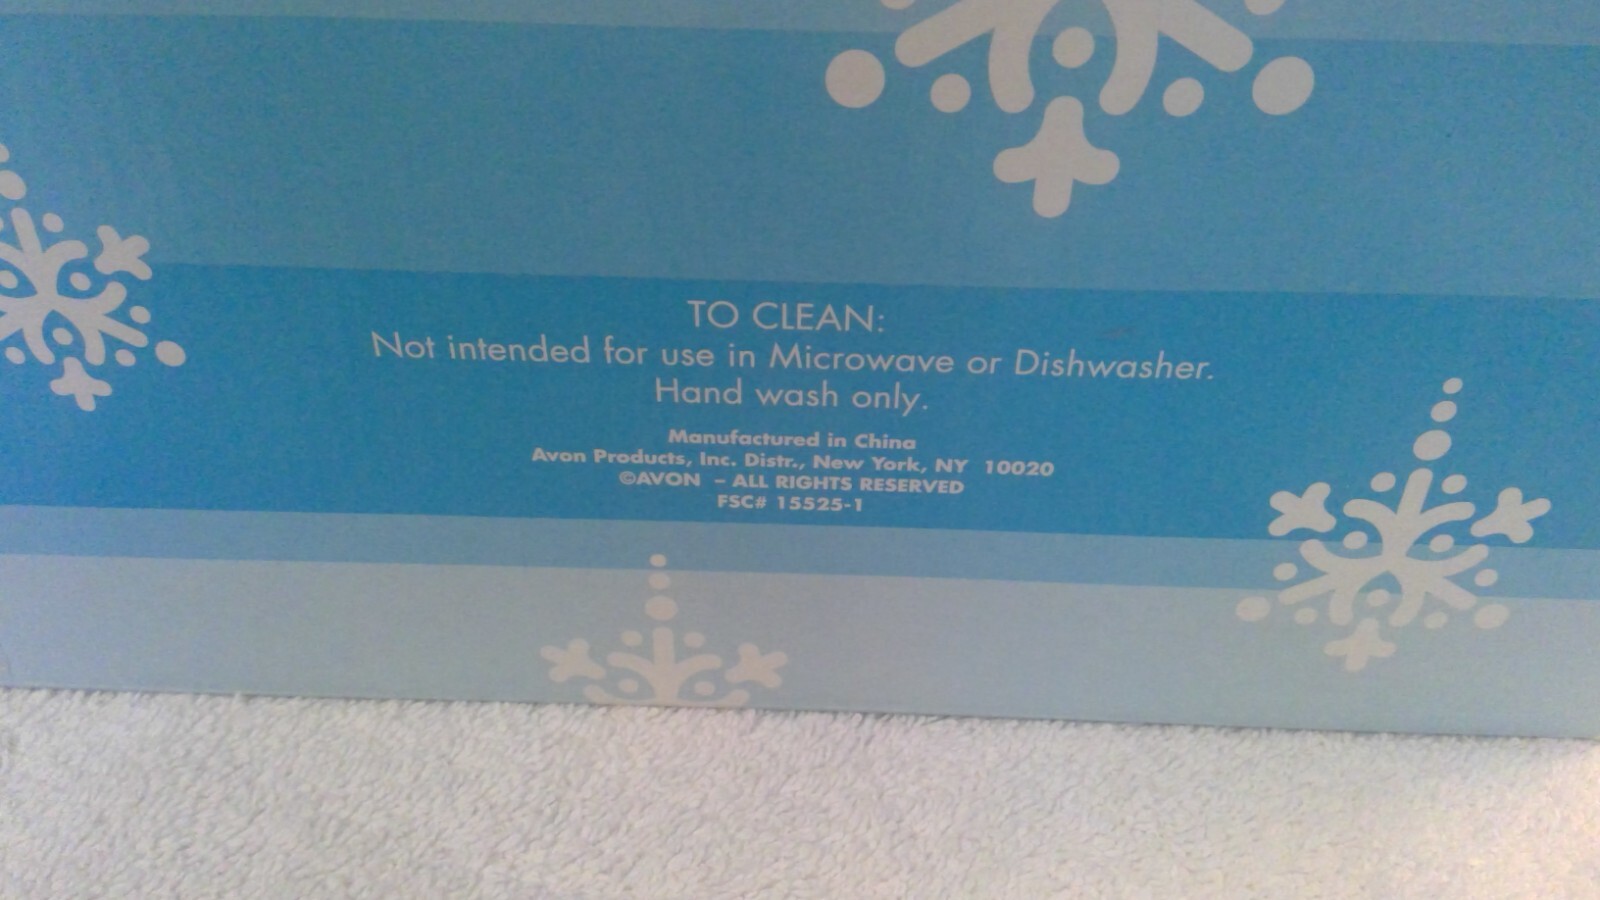 TO CLEAN:
Not intended for use in Microwave or Dishwasher.
Hand wash only.
Manufactured in China
Avon Products, Inc. Distr., New York, NY 10020
©AVON – ALL RIGHTS RESERVED
FSC# 15525-1